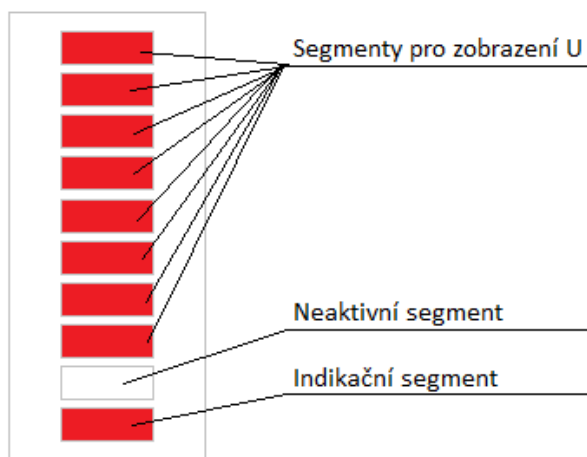 Segmenty pro zobrazení U
Neaktivní segment
Indikační segment